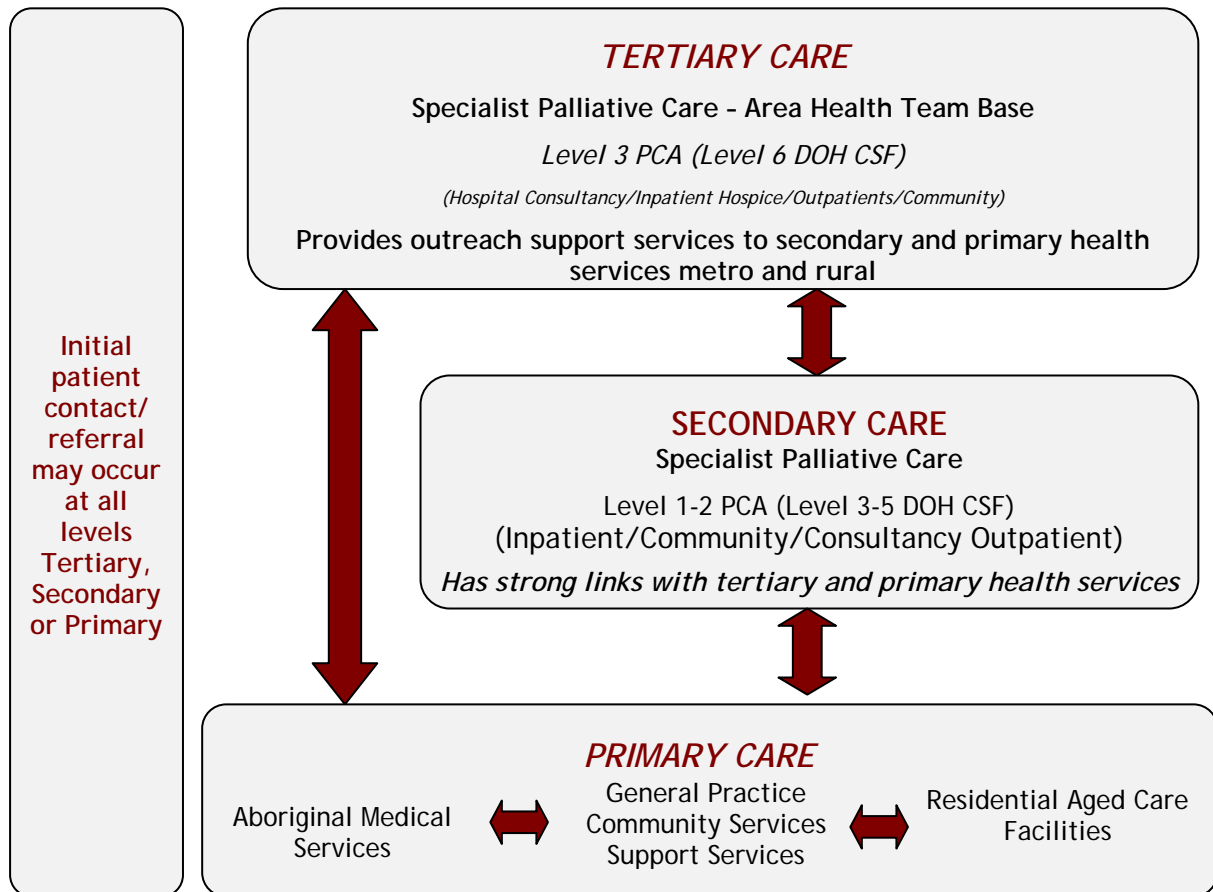 Initial
patient
contact/
referral
may occur
at all
levels
Tertiary,
Secondary
or Primary
TERTIARY CARE
Specialist Palliative Care - Area Health Team Base
Level 3 PCA (Level 6 DOH CSF)
(Hospital Consultancy/Inpatient Hospice/Outpatients/Community)
Provides outreach support services to secondary and primary health
services metro and rural
SECONDARY CARE
Specialist Palliative Care
Level 1-2 PCA (Level 3-5 DOH CSF)
(Inpatient/Community/Consultancy Outpatient)
Has strong links with tertiary and primary health services
PRIMARY CARE
Aboriginal Medical
Services
General Practice
Community Services
Support Services
Residential Aged Care
Facilities